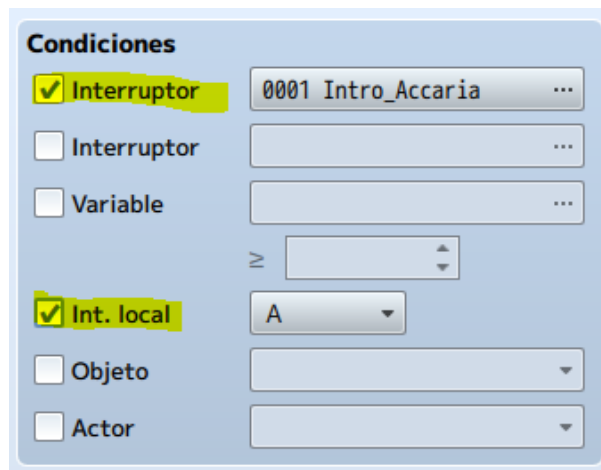 Condiciones
Interruptor 0001 Intro_Accaria ...
Interruptor ...
Variable ...
≥
Int. local A
Objeto
Actor